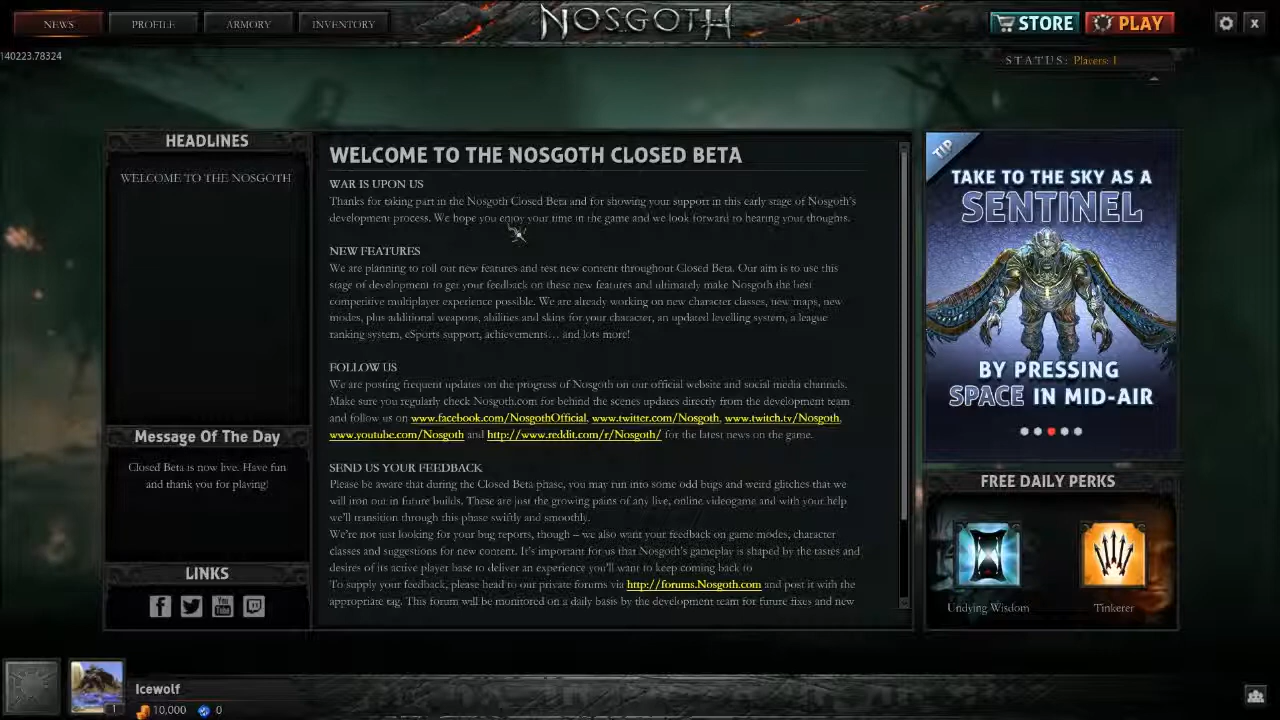 NEWS
PROFILE
ARMORY
INVENTORY
NOSGOTH
STORE
PLAY
140223.78324
STATUS: Players: 1
HEADLINES
WELCOME TO THE NOSGOTH
Message Of The Day
Closed Beta is now live. Have fun
and thank you for playing!
LINKS
You
Tube
WELCOME TO THE NOSGOTH CLOSED BETA
WAR IS UPON US
Thanks for taking part in the Nosgoth Closed Beta and for showing your support in this early stage of Nosgoth's
development process. We hope you enjoy your time in the game and we look forward to hearing your thoughts.
NEW FEATURES
We are planning to roll out new features and test new content throughout Closed Beta. Our aim is to use this
stage of development to get your feedback on these new features and ultimately make Nosgoth the best
competitive multiplayer experience possible. We are already working on new character classes, new maps, new
modes, plus additional weapons, abilities and skins for your character, an updated levelling system, a league
ranking system, eSports support, achievements… and lots more!
FOLLOW US
We are posting frequent updates on the progress of Nosgoth on our official website and social media channels.
Make sure you regularly check Nosgoth.com for behind the scenes updates directly from the development team
and follow us on www.facebook.com/NosgothOfficial, www.twitter.com/Nosgoth, www.twitch.tv/Nosgoth,
www.youtube.com/Nosgoth and http://www.reddit.com/r/Nosgoth/ for the latest news on the game.
SEND US YOUR FEEDBACK
Please be aware that during the Closed Beta phase, you may run into some odd bugs and weird glitches that we
will iron out in future builds. These are just the growing pains of any live, online videogame and with your help
we'll transition through this phase swiftly and smoothly.
We're not just looking for your bug reports, though – we also want your feedback on game modes, character
classes and suggestions for new content. It's important for us that Nosgoth's gameplay is shaped by the tastes and
desires of its active player base to deliver an experience you'll want to keep coming back to
To supply your feedback, please head to our private forums via http://forums.Nosgoth.com and post it with the
appropriate tag. This forum will be monitored on a daily basis by the development team for future fixes and new
TIP
TAKE TO THE SKY AS A
SENTINEL
BY PRESSING
SPACE IN MID-AIR
FREE DAILY PERKS
Undying Wisdom
Tinkerer
1
Icewolf
10,000
0